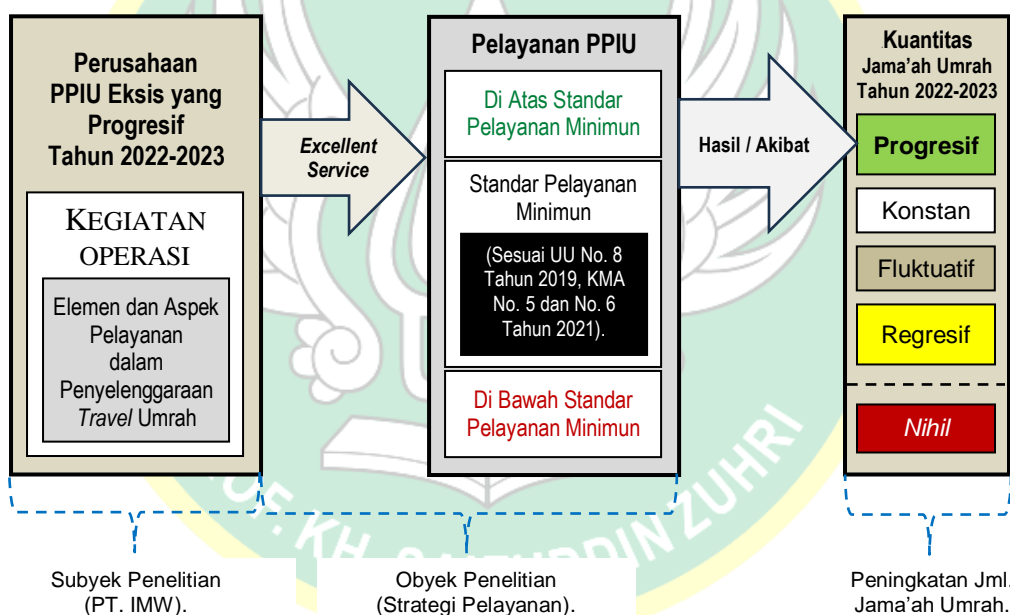 Perusahaan
PPIU Eksis yang
Progresif
Tahun 2022-2023
KEGIATAN
OPERASI
Elemen dan Aspek
Pelayanan
dalam
Penyelenggaraan
Travel Umrah
Excellent
Service
Pelayanan PPIU
Di Atas Standar
Pelayanan Minimun
Standar Pelayanan
Minimun
(Sesuai UU No. 8
Tahun 2019, KMA
No. 5 dan No. 6
Tahun 2021).
Di Bawah Standar
Pelayanan Minimun
Hasil / Akibat
Kuantitas
Jama’ah Umrah
Tahun 2022-2023
Progresif
Konstan
Fluktuatif
Regresif
Nihil
Subyek Penelitian
(PT. IMW).
Obyek Penelitian
(Strategi Pelayanan).
Peningkatan Jml.
Jama’ah Umrah.